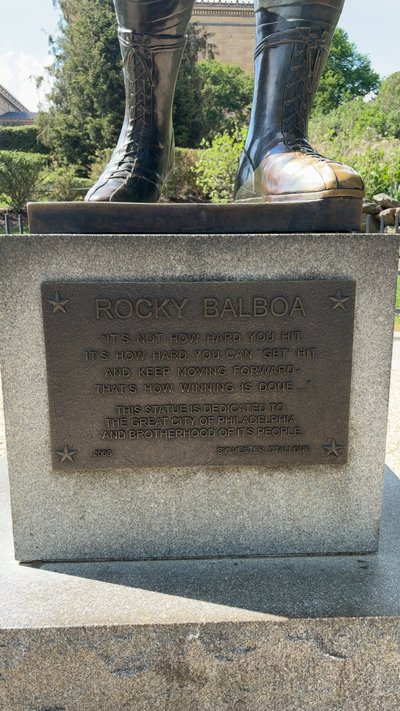 ROCKY BALBOA
"IT'S NOT HOW HARD YOU HIT,
IT'S HOW HARD YOU CAN 'GET' HIT
AND KEEP MOVING FORWARD-
THAT'S HOW WINNING IS DONE..."
THIS STATUE IS DEDICATED TO
THE GREAT CITY OF PHILADELPHIA
AND BROTHERHOOD OF ITS PEOPLE.
2006 SYLVESTER STALLONE